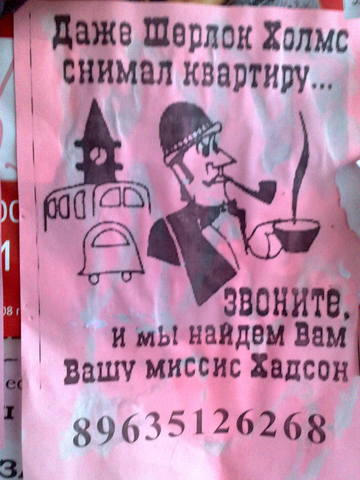 Даже Шерлок Холмс
снимал квартиру...
звоните,
и мы найдем Вам
Вашу миссис Хадсон
89635126268